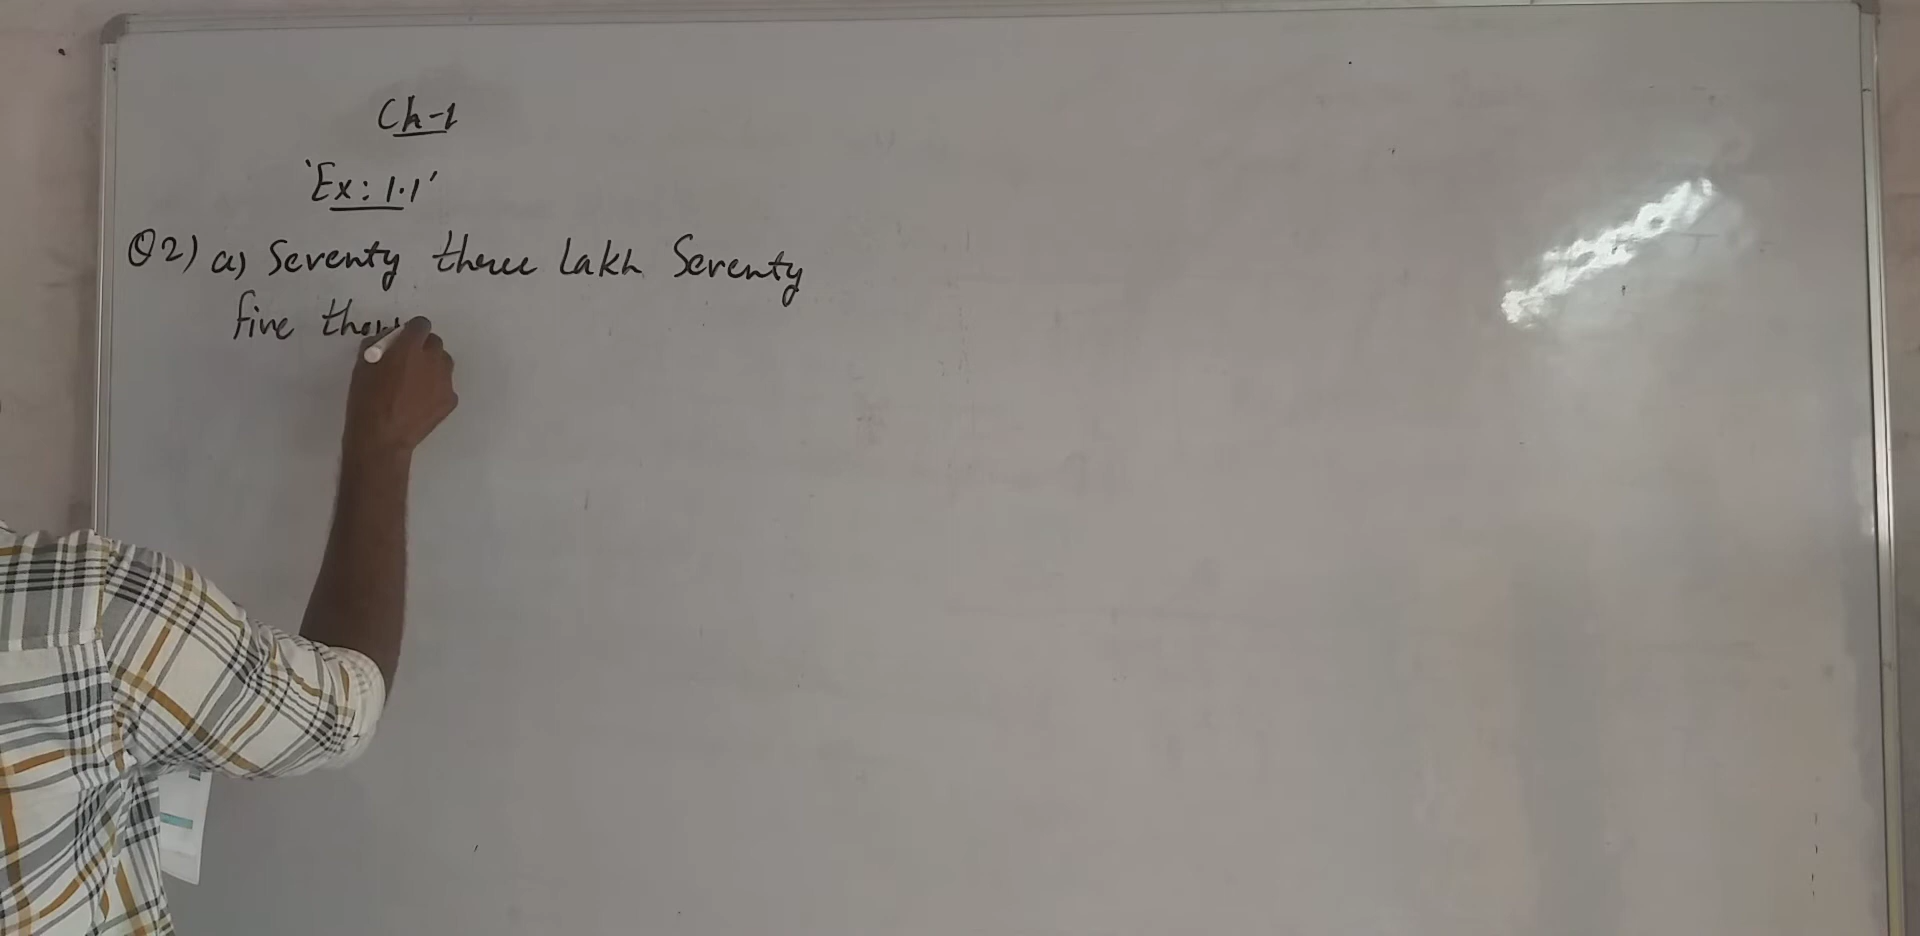 Ch-1
'Ex: 1.1'
Q2) a) Seventy three lakh Seventy
five